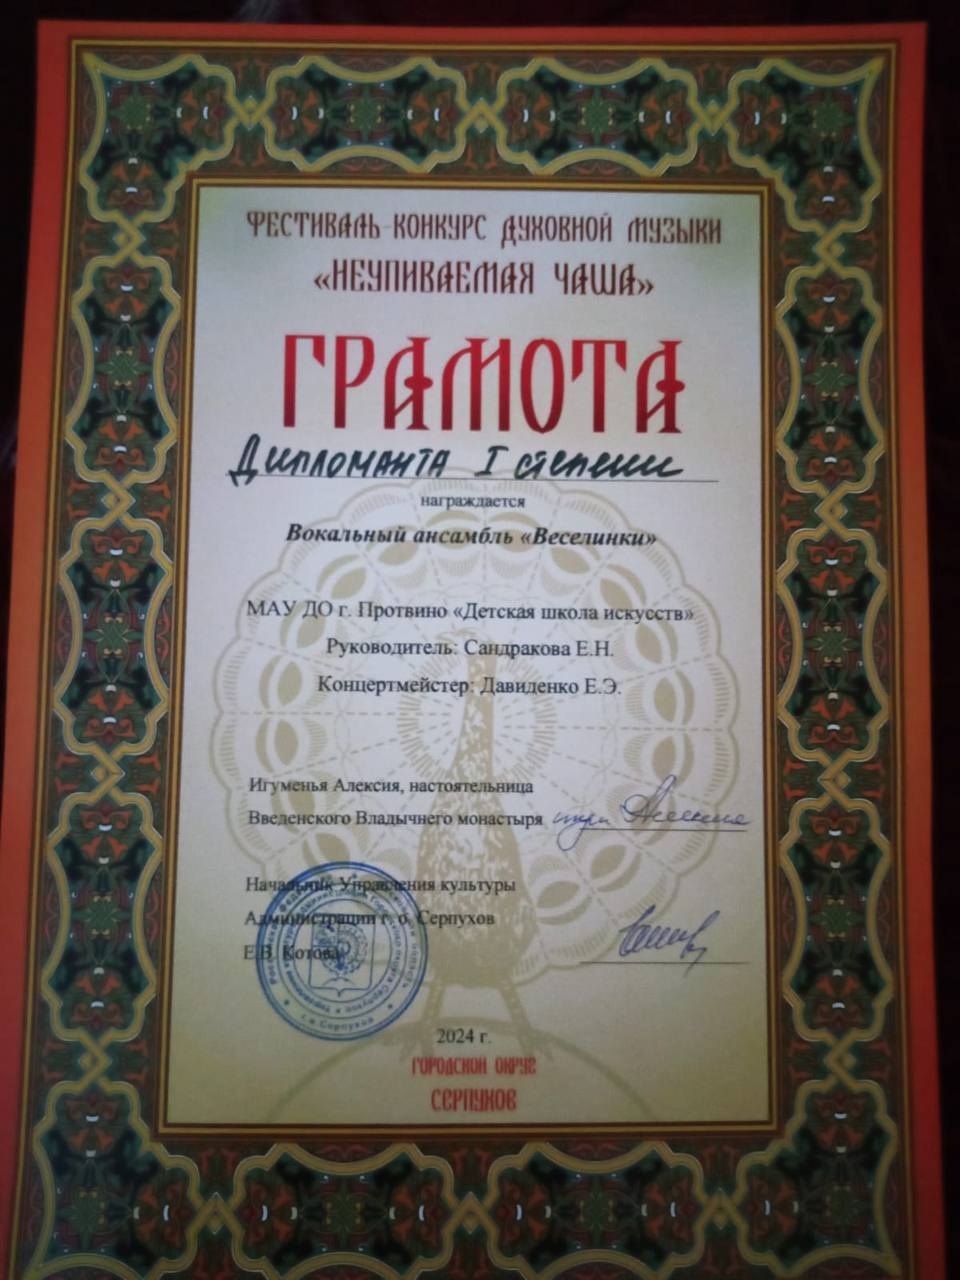 ФЕСТИВАЛЬ-КОНКУРС ДУХОВНОЙ МУЗЫКИ
«НЕУПИВАЕМАЯ ЧАША»
ГРАМОТА
Дипломанта I степени
награждается
Вокальный ансамбль «Веселинки»
МАУ ДО г. Протвино «Детская школа искусств»
Руководитель: Сандракова Е.Н.
Концертмейстер: Давиденко Е.Э.
Игуменья Алексия, настоятельница
Введенского Владычнего монастыря
Начальник Управления культуры
Администрации г. о. Серпухов
Е.В. Котова
2024 г.
ГОРОДСКОЙ ОКРУГ
СЕРПУХОВ